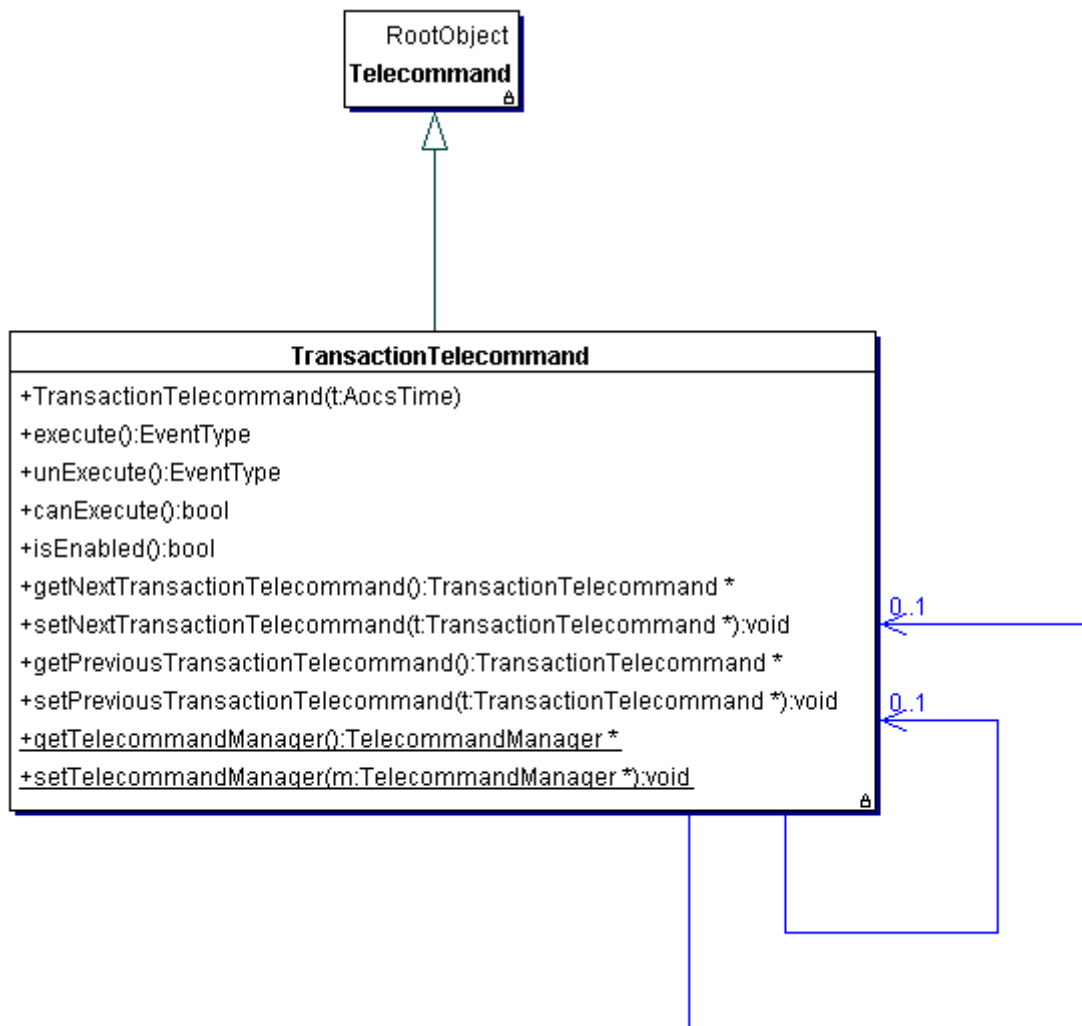 RootObject
Telecommand
TransactionTelecommand
+TransactionTelecommand(t:AocsTime)
+execute():EventType
+unExecute():EventType
+canExecute():bool
+isEnabled():bool
+getNextTransactionTelecommand():TransactionTelecommand *
+setNextTransactionTelecommand(t:TransactionTelecommand *):void
+getPreviousTransactionTelecommand():TransactionTelecommand *
+setPreviousTransactionTelecommand(t:TransactionTelecommand *):void
+getTelecommandManager():TelecommandManager *
+setTelecommandManager(m:TelecommandManager *):void
0..1
0..1